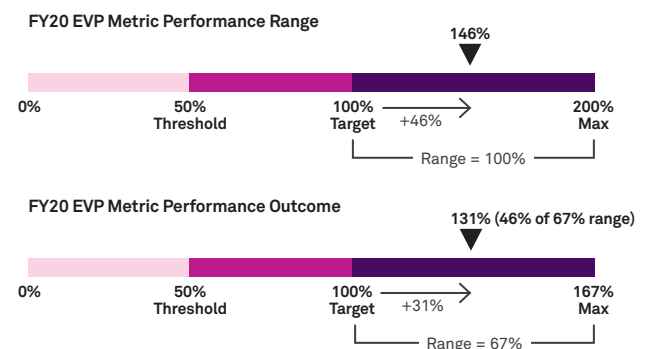 FY20 EVP Metric Performance Range
146%
0% 50% 100% 200%
Threshold Target +46% Max
Range = 100%
FY20 EVP Metric Performance Outcome
131% (46% of 67% range)
0% 50% 100% 167%
Threshold Target +31% Max
Range = 67%